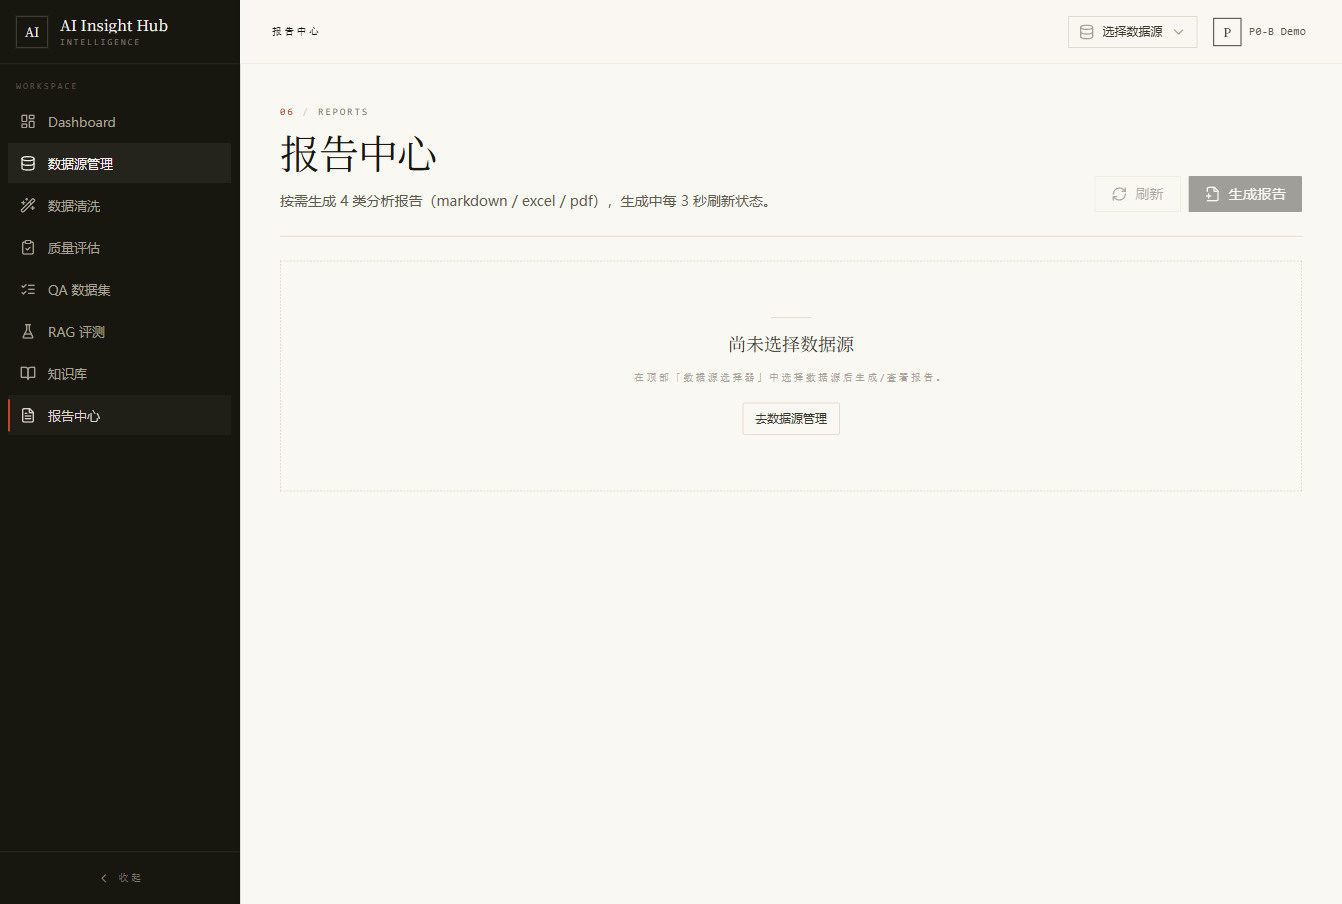 AI
AI Insight Hub
INTELLIGENCE
WORKSPACE
Dashboard
数据源管理
数据清洗
质量评估
QA 数据集
RAG 评测
知识库
报告中心
收起
报告中心
选择数据源
P
P0-B Demo
06 / REPORTS
报告中心
按需生成 4 类分析报告（markdown / excel / pdf），生成中每 3 秒刷新状态。
刷新
生成报告
尚未选择数据源
在顶部「数据源选择器」中选择数据源后生成/查看报告。
去数据源管理